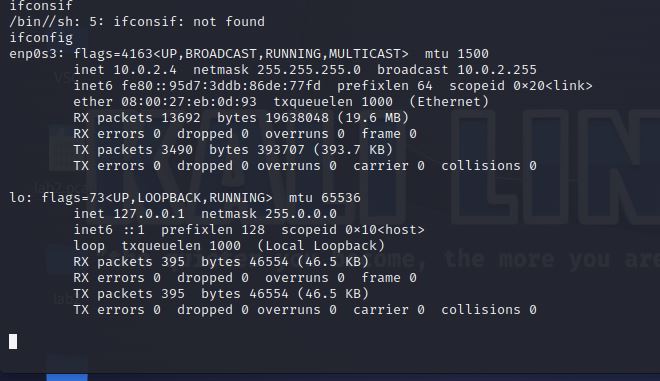 ifconsif
/bin//sh: 5: ifconsif: not found
ifconfig
enp0s3: flags=4163<UP,BROADCAST,RUNNING,MULTICAST>  mtu 1500
        inet 10.0.2.4  netmask 255.255.255.0  broadcast 10.0.2.255
        inet6 fe80::95d7:3ddb:86de:77fd  prefixlen 64  scopeid 0×20<link>
        ether 08:00:27:eb:0d:93  txqueuelen 1000  (Ethernet)
        RX packets 13692  bytes 19638048 (19.6 MB)
        RX errors 0  dropped 0  overruns 0  frame 0
        TX packets 3490  bytes 393707 (393.7 KB)
        TX errors 0  dropped 0 overruns 0  carrier 0  collisions 0
lo: flags=73<UP,LOOPBACK,RUNNING>  mtu 65536
        inet 127.0.0.1  netmask 255.0.0.0
        inet6 ::1  prefixlen 128  scopeid 0×10<host>
        loop  txqueuelen 1000  (Local Loopback)
        RX packets 395  bytes 46554 (46.5 KB)
        RX errors 0  dropped 0  overruns 0  frame 0
        TX packets 395  bytes 46554 (46.5 KB)
        TX errors 0  dropped 0 overruns 0  carrier 0  collisions 0
KALI LIN
the more you are